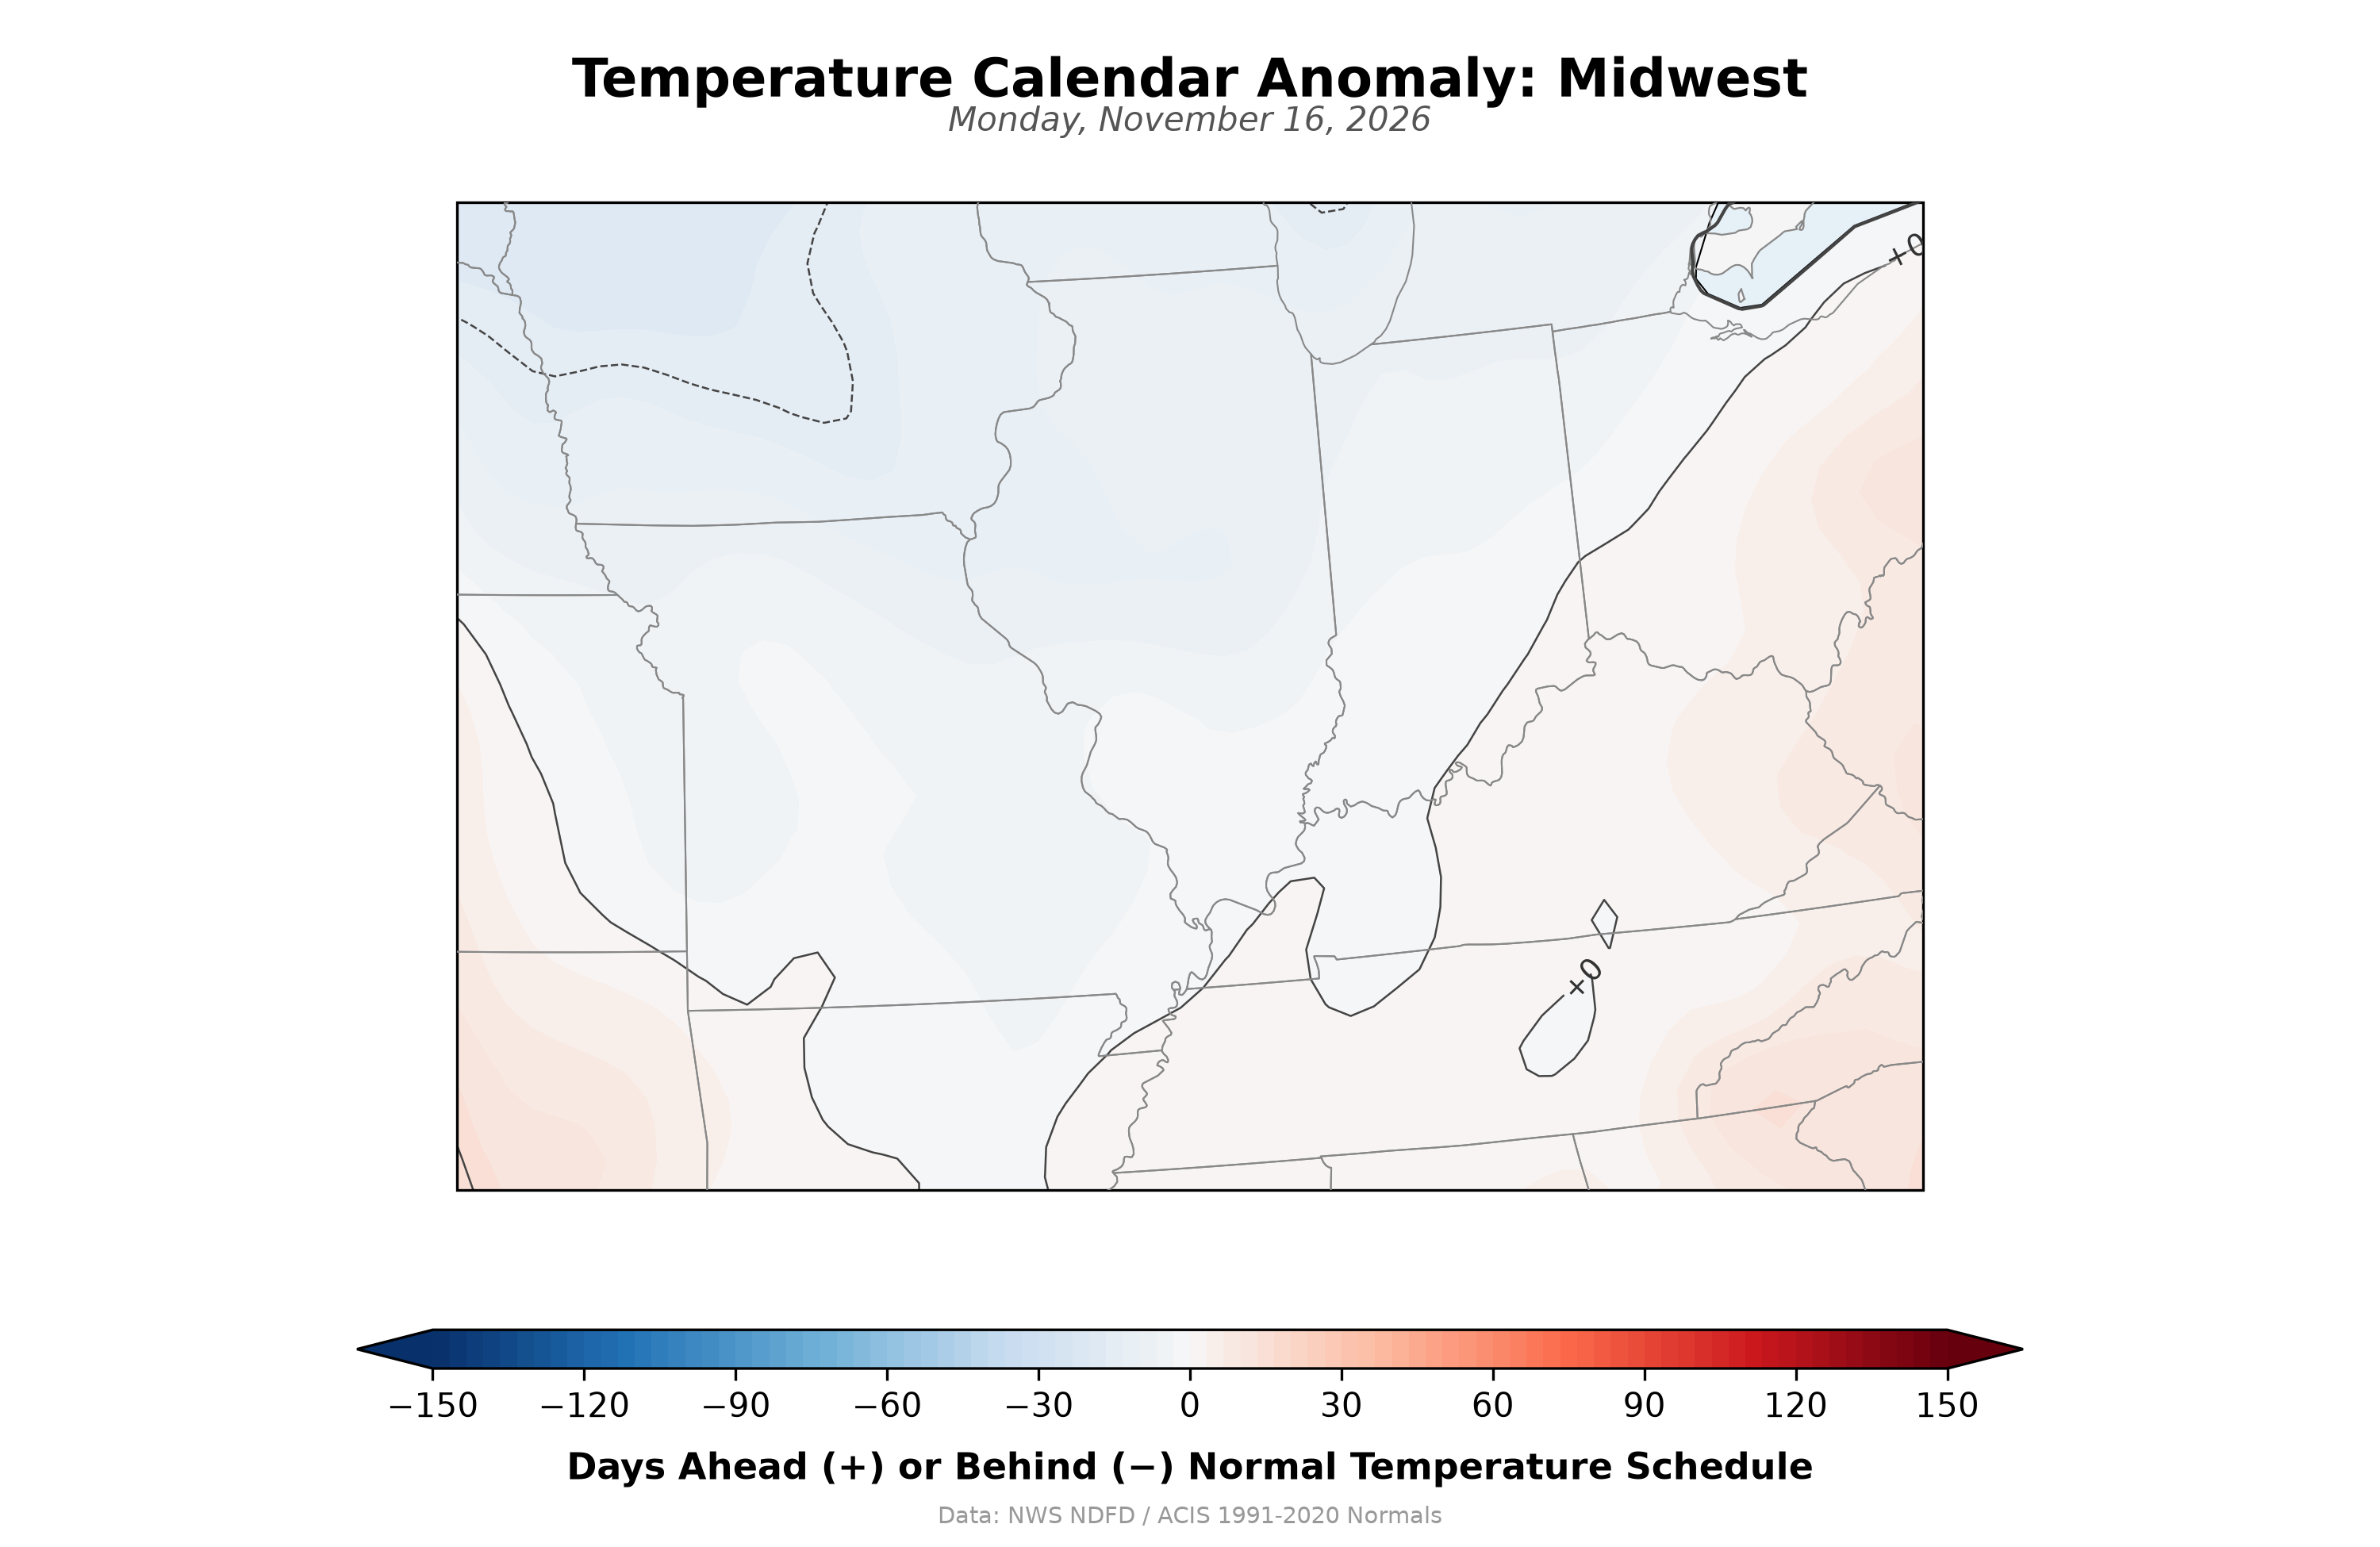 Temperature Calendar Anomaly: Midwest
Monday, November 16, 2026
+0
×0
−150 −120 −90 −60 −30 0 30 60 90 120 150
Days Ahead (+) or Behind (−) Normal Temperature Schedule
Data: NWS NDFD / ACIS 1991-2020 Normals